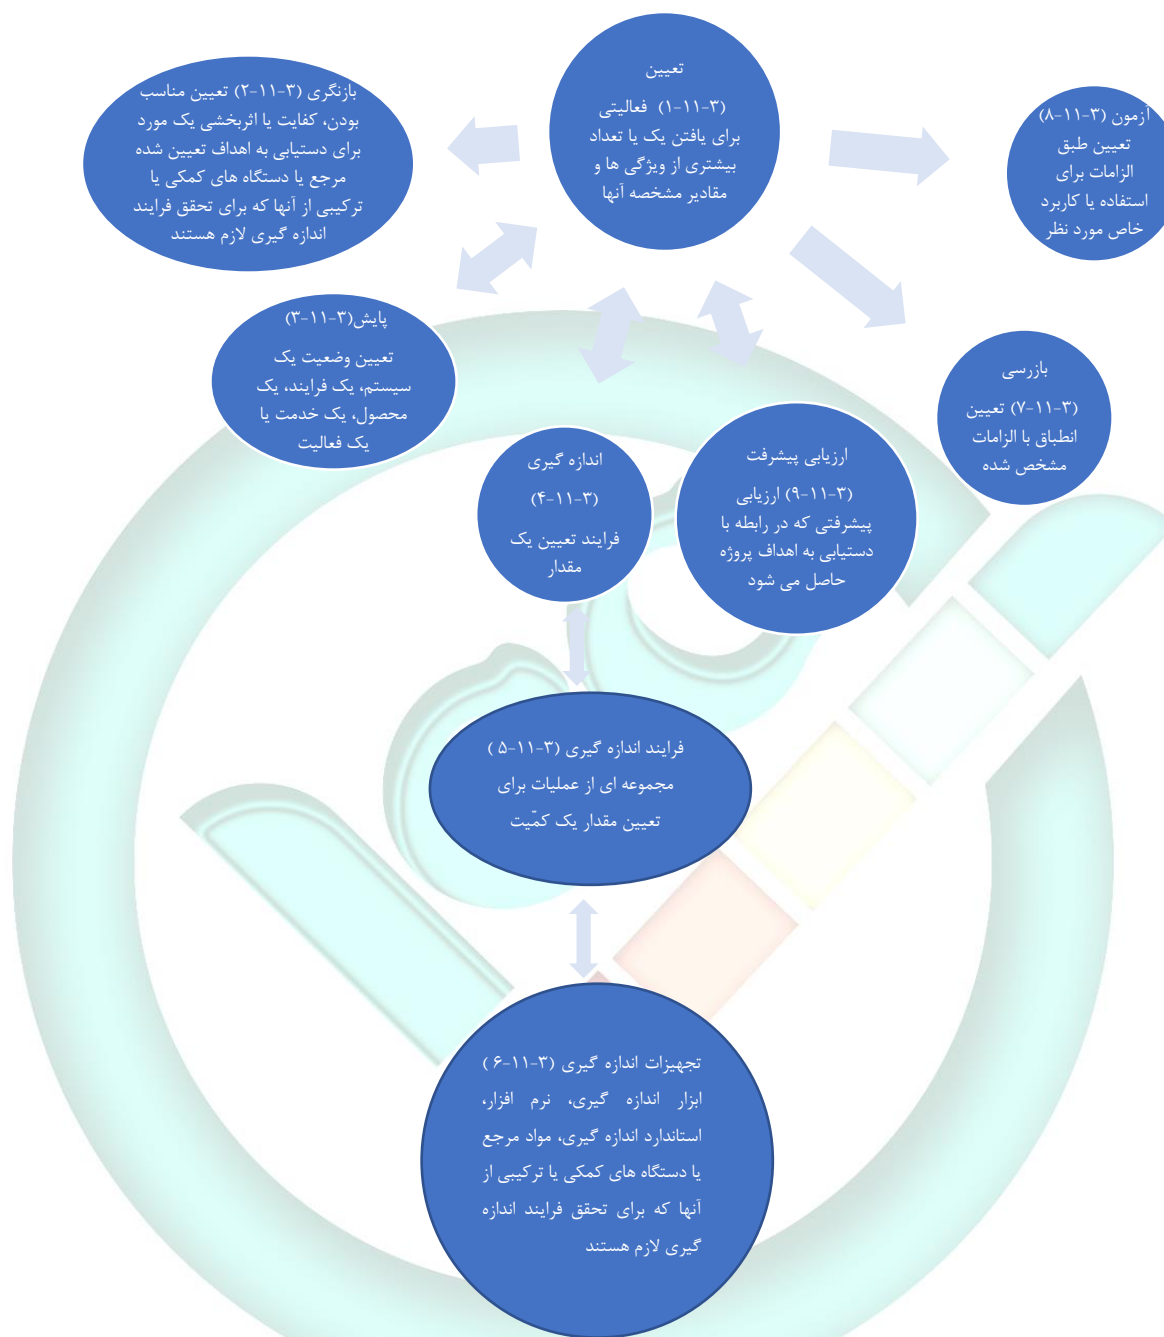 تعیین
(۳-۱۱-۱) فعالیتی
برای یافتن یک یا تعداد
بیشتری از ویژگی ها و
مقادیر مشخصه آنها
آزمون (۳-۱۱-۸)
تعیین طبق
الزامات برای
استفاده یا کاربرد
خاص مورد نظر
بازنگری (۳-۱۱-۲) تعیین مناسب
بودن، کفایت یا اثربخشی یک مورد
برای دستیابی به اهداف تعیین شده
مرجع یا دستگاه های کمکی یا
ترکیبی از آنها که برای تحقق فرایند
اندازه گیری لازم هستند
پایش(۳-۱۱-۳)
تعیین وضعیت یک
سیستم، یک فرایند، یک
محصول، یک خدمت یا
یک فعالیت
بازرسی
(۳-۱۱-۷) تعیین
انطباق با الزامات
مشخص شده
ارزیابی پیشرفت
(۳-۱۱-۹) ارزیابی
پیشرفتی که در رابطه با
دستیابی به اهداف پروژه
حاصل می شود
اندازه گیری
(۳-۱۱-۴)
فرایند تعیین یک
مقدار
فرایند اندازه گیری (۳-۱۱-۵ )
مجموعه ای از عملیات برای
تعیین مقدار یک کمّیت
تجهیزات اندازه گیری (۳-۱۱-۶ )
ابزار اندازه گیری، نرم افزار،
استاندارد اندازه گیری، مواد مرجع
یا دستگاه های کمکی یا ترکیبی از
آنها که برای تحقق فرایند اندازه
گیری لازم هستند